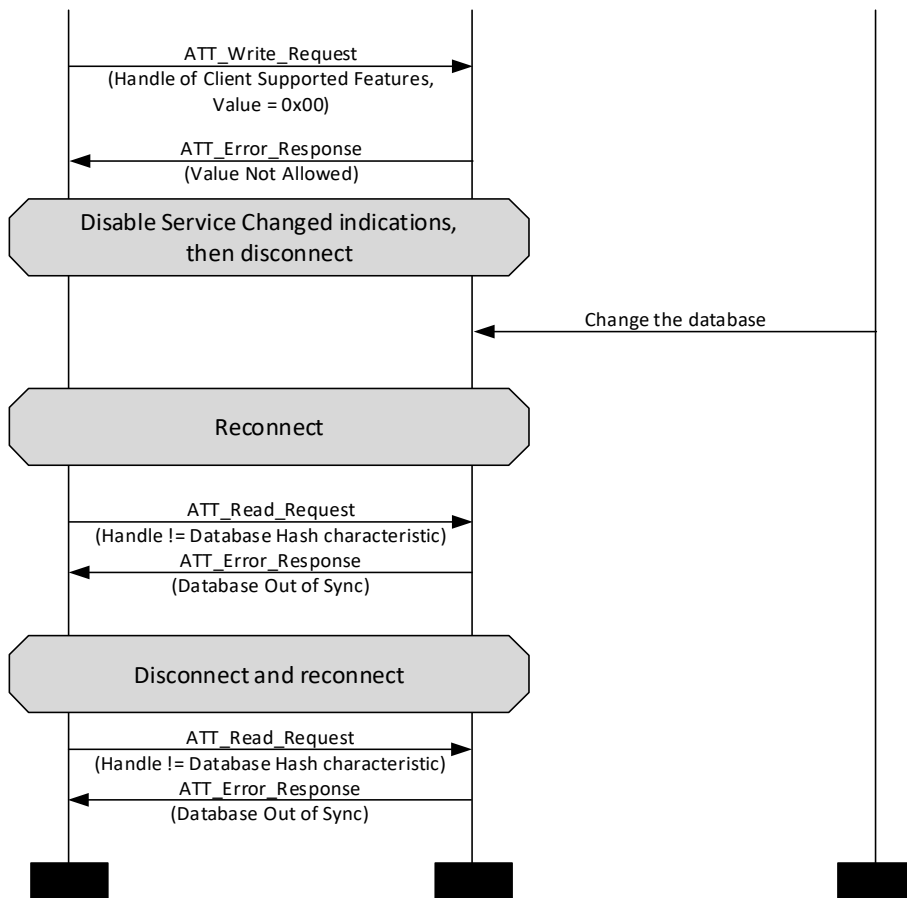 ATT_Write_Request
(Handle of Client Supported Features,
Value = 0x00)
ATT_Error_Response
(Value Not Allowed)
Disable Service Changed indications,
then disconnect
Change the database
Reconnect
ATT_Read_Request
(Handle != Database Hash characteristic)
ATT_Error_Response
(Database Out of Sync)
Disconnect and reconnect
ATT_Read_Request
(Handle != Database Hash characteristic)
ATT_Error_Response
(Database Out of Sync)